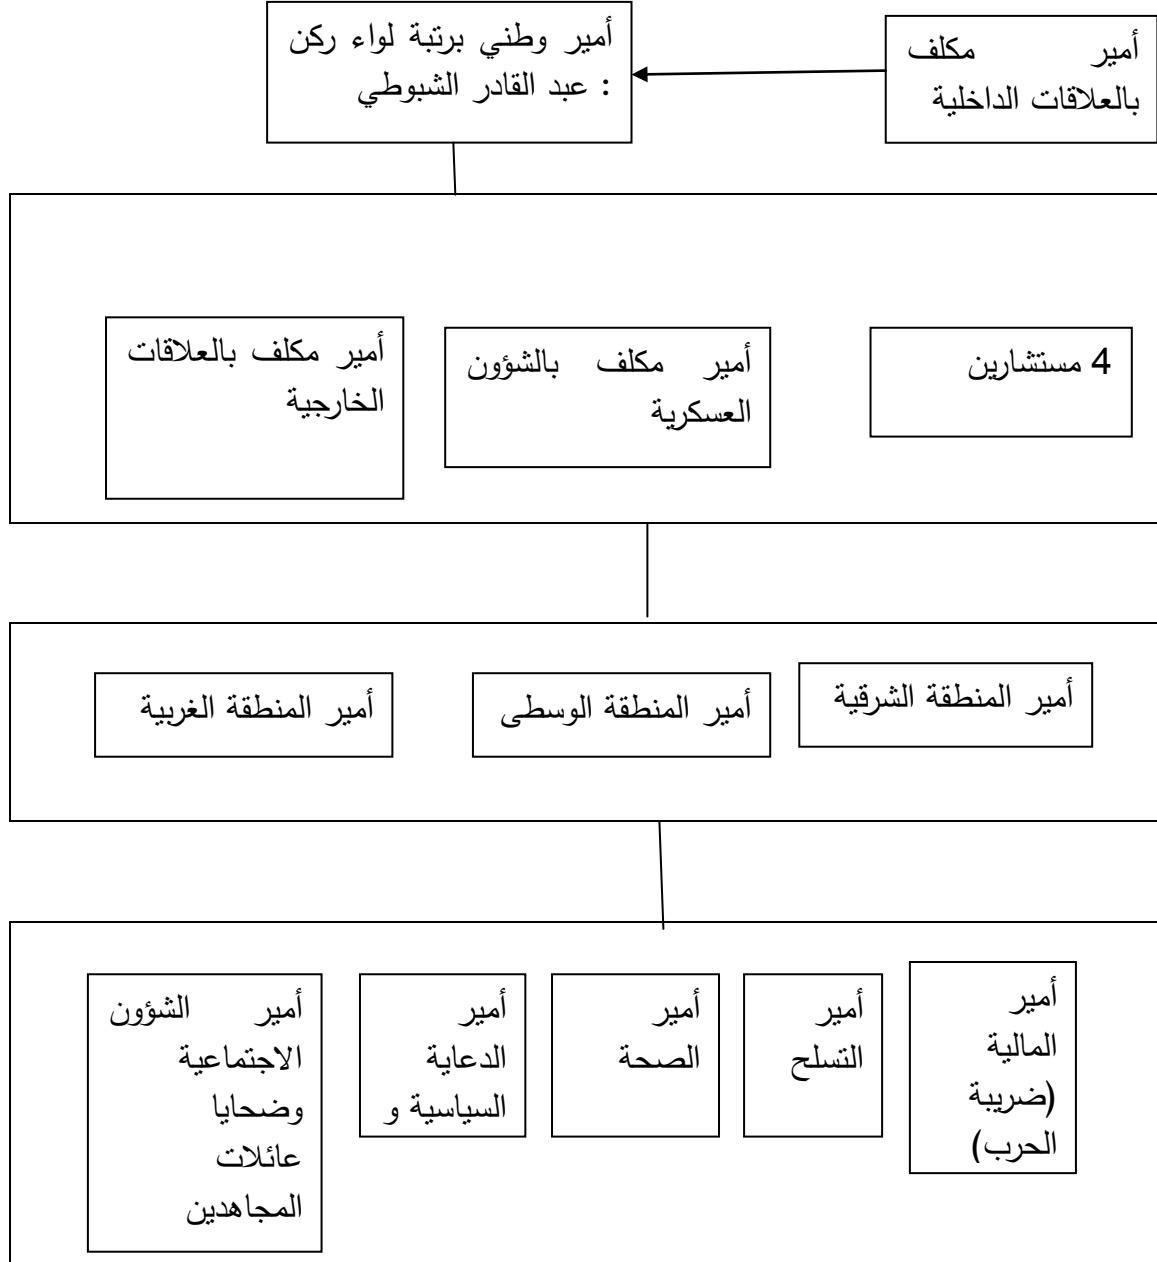 أمير وطني برتبة لواء ركن
: عبد القادر الشبوطي
أمير مكلف
بالعلاقات الداخلية
4 مستشارين
أمير مكلف بالشؤون
العسكرية
أمير مكلف بالعلاقات
الخارجية
أمير المنطقة الشرقية
أمير المنطقة الوسطى
أمير المنطقة الغربية
أمير
المالية
(ضريبة
الحرب)
أمير
التسلح
أمير
الصحة
أمير
الدعاية
السياسية و
أمير الشؤون
الاجتماعية
وضحايا
عائلات
المجاهدين